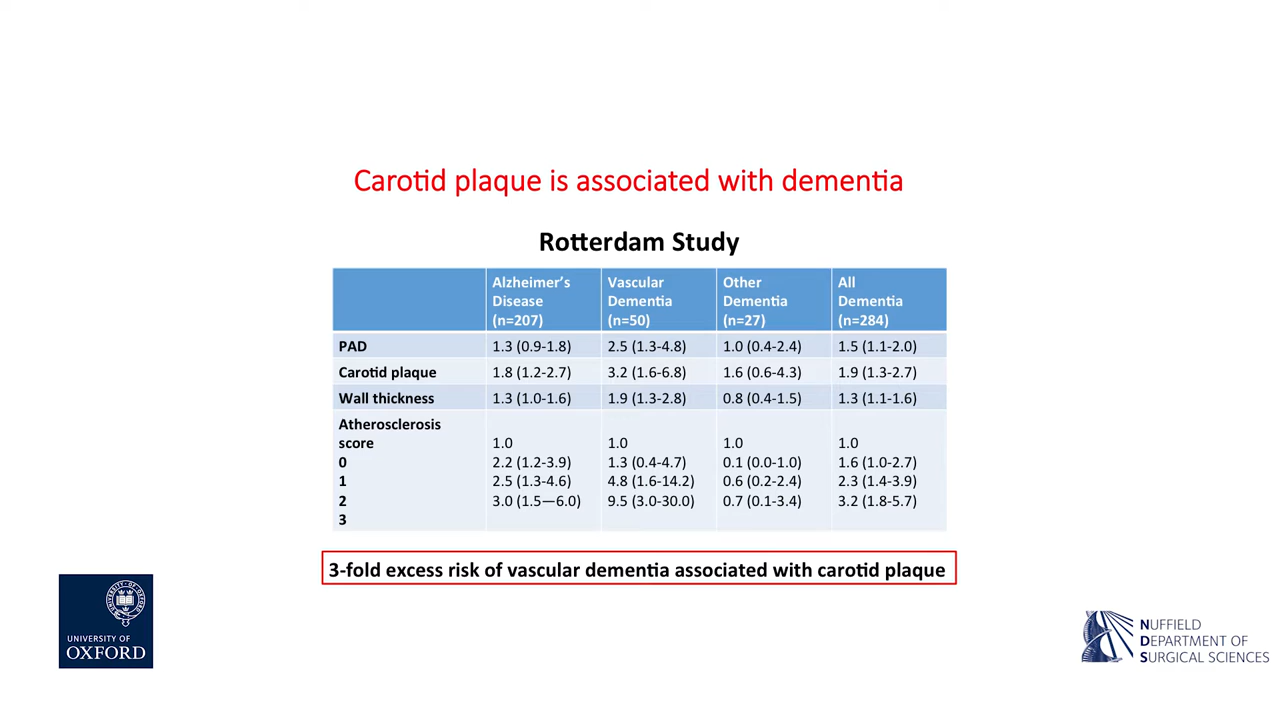 Carotid plaque is associated with dementia
Rotterdam Study
Alzheimer's Disease (n=207) Vascular Dementia (n=50) Other Dementia (n=27) All Dementia (n=284)
PAD 1.3 (0.9-1.8) 2.5 (1.3-4.8) 1.0 (0.4-2.4) 1.5 (1.1-2.0)
Carotid plaque 1.8 (1.2-2.7) 3.2 (1.6-6.8) 1.6 (0.6-4.3) 1.9 (1.3-2.7)
Wall thickness 1.3 (1.0-1.6) 1.9 (1.3-2.8) 0.8 (0.4-1.5) 1.3 (1.1-1.6)
Atherosclerosis
score 1.0 1.0 1.0 1.0
0 2.2 (1.2-3.9) 1.3 (0.4-4.7) 0.1 (0.0-1.0) 1.6 (1.0-2.7)
1 2.5 (1.3-4.6) 4.8 (1.6-14.2) 0.6 (0.2-2.4) 2.3 (1.4-3.9)
2 3.0 (1.5—6.0) 9.5 (3.0-30.0) 0.7 (0.1-3.4) 3.2 (1.8-5.7)
3
3-fold excess risk of vascular dementia associated with carotid plaque
UNIVERSITY OF
OXFORD
NUFFIELD
DEPARTMENT OF
SURGICAL SCIENCES